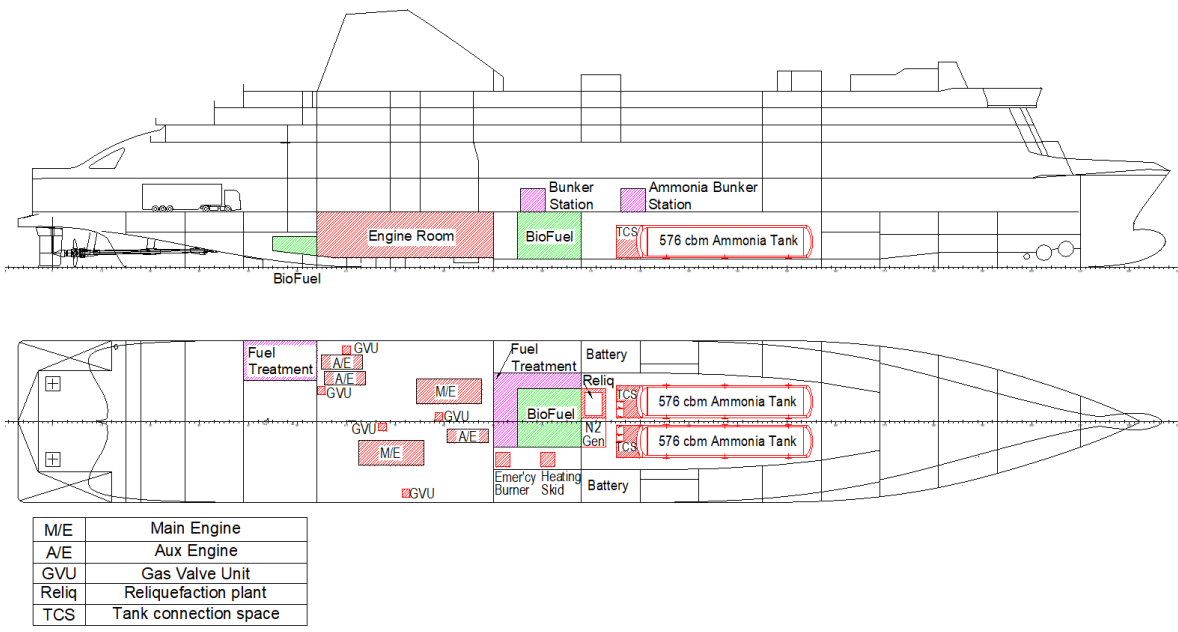 Bunker
Station
Ammonia Bunker
Station
Engine Room
BioFuel
TCS
576 cbm Ammonia Tank
BioFuel
Fuel
Treatment
GVU
A/E
A/E
GVU
M/E
GVU
GVU
A/E
M/E
GVU
Fuel
Treatment
BioFuel
Battery
Reliq
N2
Gen
TCS
576 cbm Ammonia Tank
TCS
576 cbm Ammonia Tank
Emer'cy
Burner
Heating
Skid
Battery
M/E Main Engine
A/E Aux Engine
GVU Gas Valve Unit
Reliq Reliquefaction plant
TCS Tank connection space